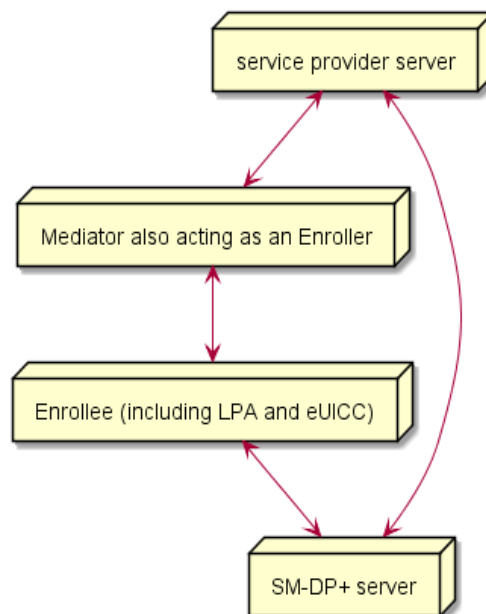 service provider server
Mediator also acting as an Enroller
Enrollee (including LPA and eUICC)
SM-DP+ server